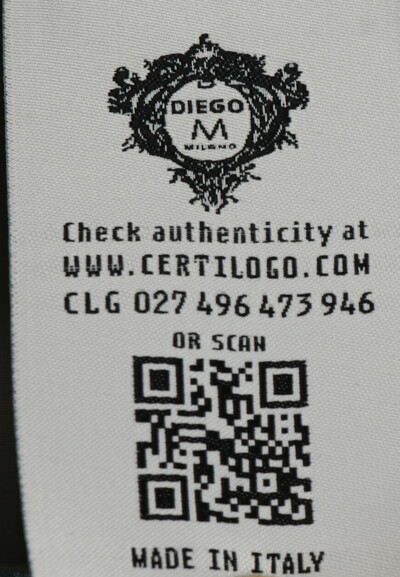 DIEGO
M
MILANO
Check authenticity at
WWW.CERTILOGO.COM
CLG 027 496 473 946
OR SCAN
MADE IN ITALY